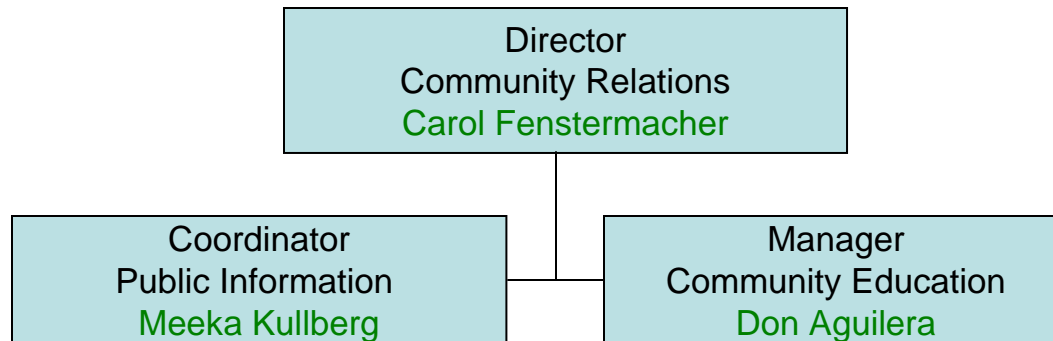 Director
Community Relations
Carol Fenstermacher
Coordinator
Public Information
Meeka Kullberg
Manager
Community Education
Don Aguilera